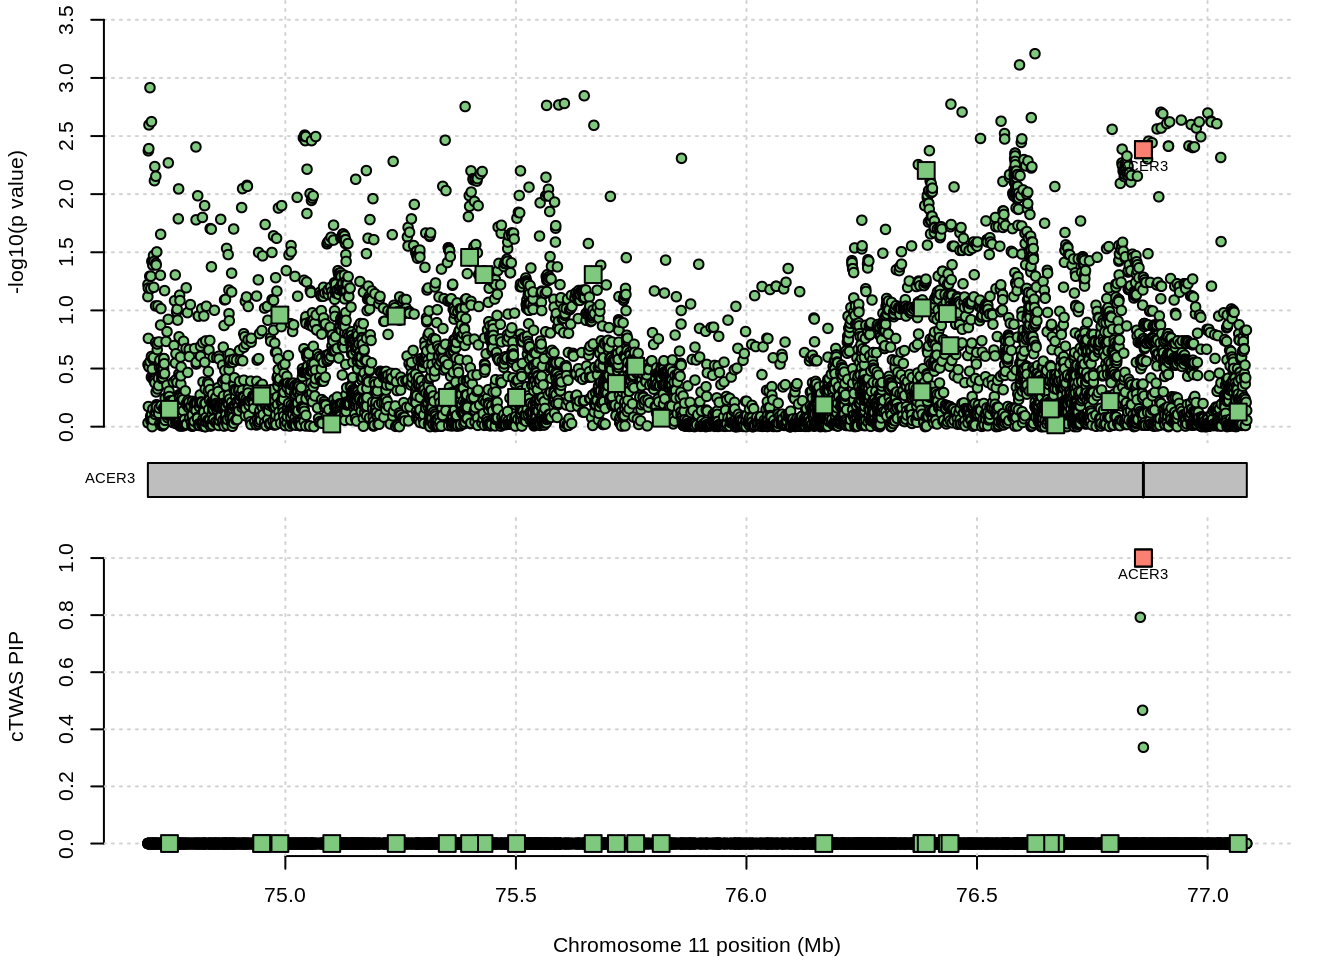 -log10(p value)
3.5
3.0
2.5
2.0
1.5
1.0
0.5
0.0
ACER3
ACER3
cTWAS PIP
1.0
0.8
0.6
0.4
0.2
0.0
ACER3
75.0 75.5 76.0 76.5 77.0
Chromosome 11 position (Mb)